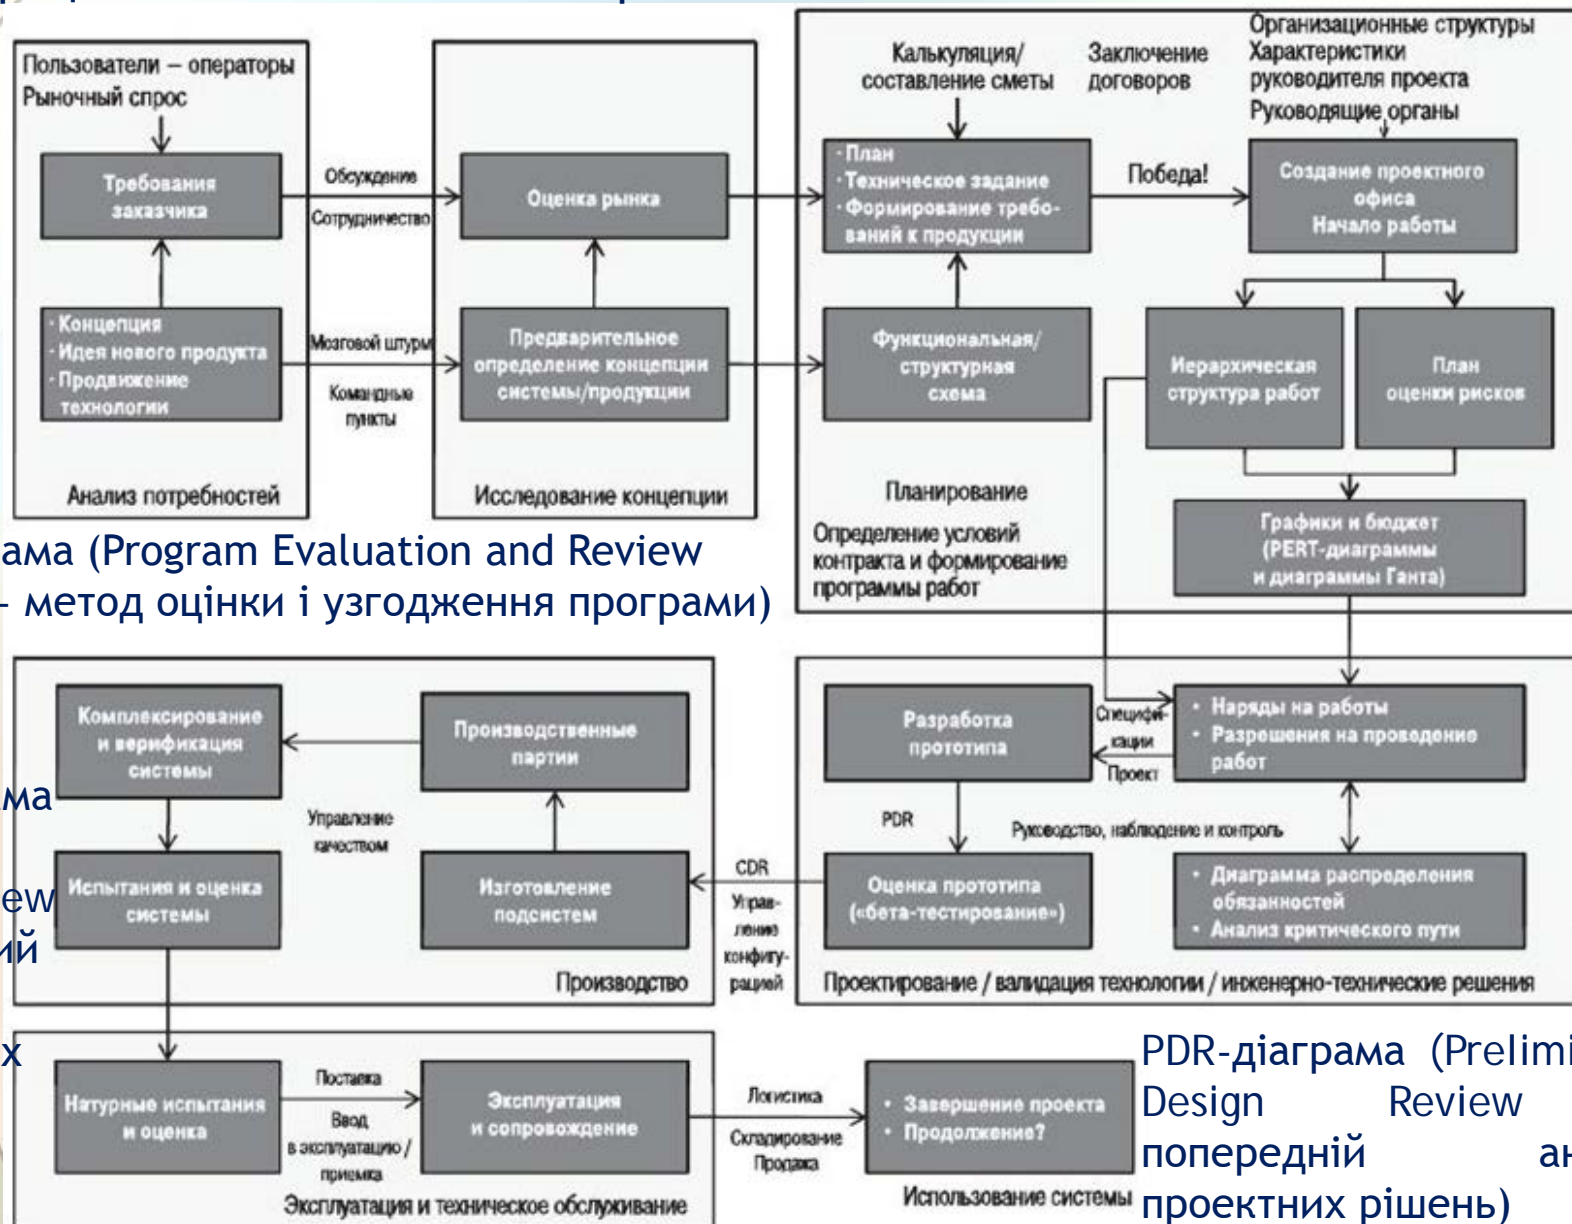 Пользователи – операторы
Рыночный спрос
Требования
заказчика
· Концепция
· Идея нового продукта
· Продвижение
технологии
Анализ потребностей
Обсуждение
Сотрудничество
Мозговой штурм
Командные
пункты
Оценка рынка
Предварительное
определение концепции
системы/продукции
Исследование концепции
Калькуляция/
составление сметы
Заключение
договоров
Организационные структуры
Характеристики
руководителя проекта
Руководящие органы
· План
· Техническое задание
· Формирование требо-
ваний к продукции
Победа!
Создание проектного
офиса
Начало работы
Функциональная/
структурная
схема
Иерархическая
структура работ
План
оценки рисков
Планирование
Определение условий
контракта и формирование
программы работ
Графики и бюджет
(PERT-диаграммы
и диаграммы Ганта)
ама (Program Evaluation and Review
- метод оцінки і узгодження програми)
Комплексирование
и верификация
системы
Производственные
партии
Управление
качеством
Испытания и оценка
системы
Изготовление
подсистем
Производство
ма
ew
ий
х
CDR
Управ-
ление
конфигу-
рацией
Разработка
прототипа
Специфи-
кации
Проект
• Наряды на работы
• Разрешения на проведение
работ
PDR
Руководство, наблюдение и контроль
Оценка прототипа
(«бета-тестирование»)
• Диаграмма распределения
обязанностей
• Анализ критического пути
Проектирование / валидация технологии / инженерно-технические решения
Натурные испытания
и оценка
Поставка
Ввод
в эксплуатацию /
приемка
Эксплуатация
и сопровождение
Эксплуатация и техническое обслуживание
Логистика
Складирование
Продажа
• Завершение проекта
• Продолжение?
Использование системы
PDR-діаграма (Prelimi
Design Review
попередній ан
проектних рішень)